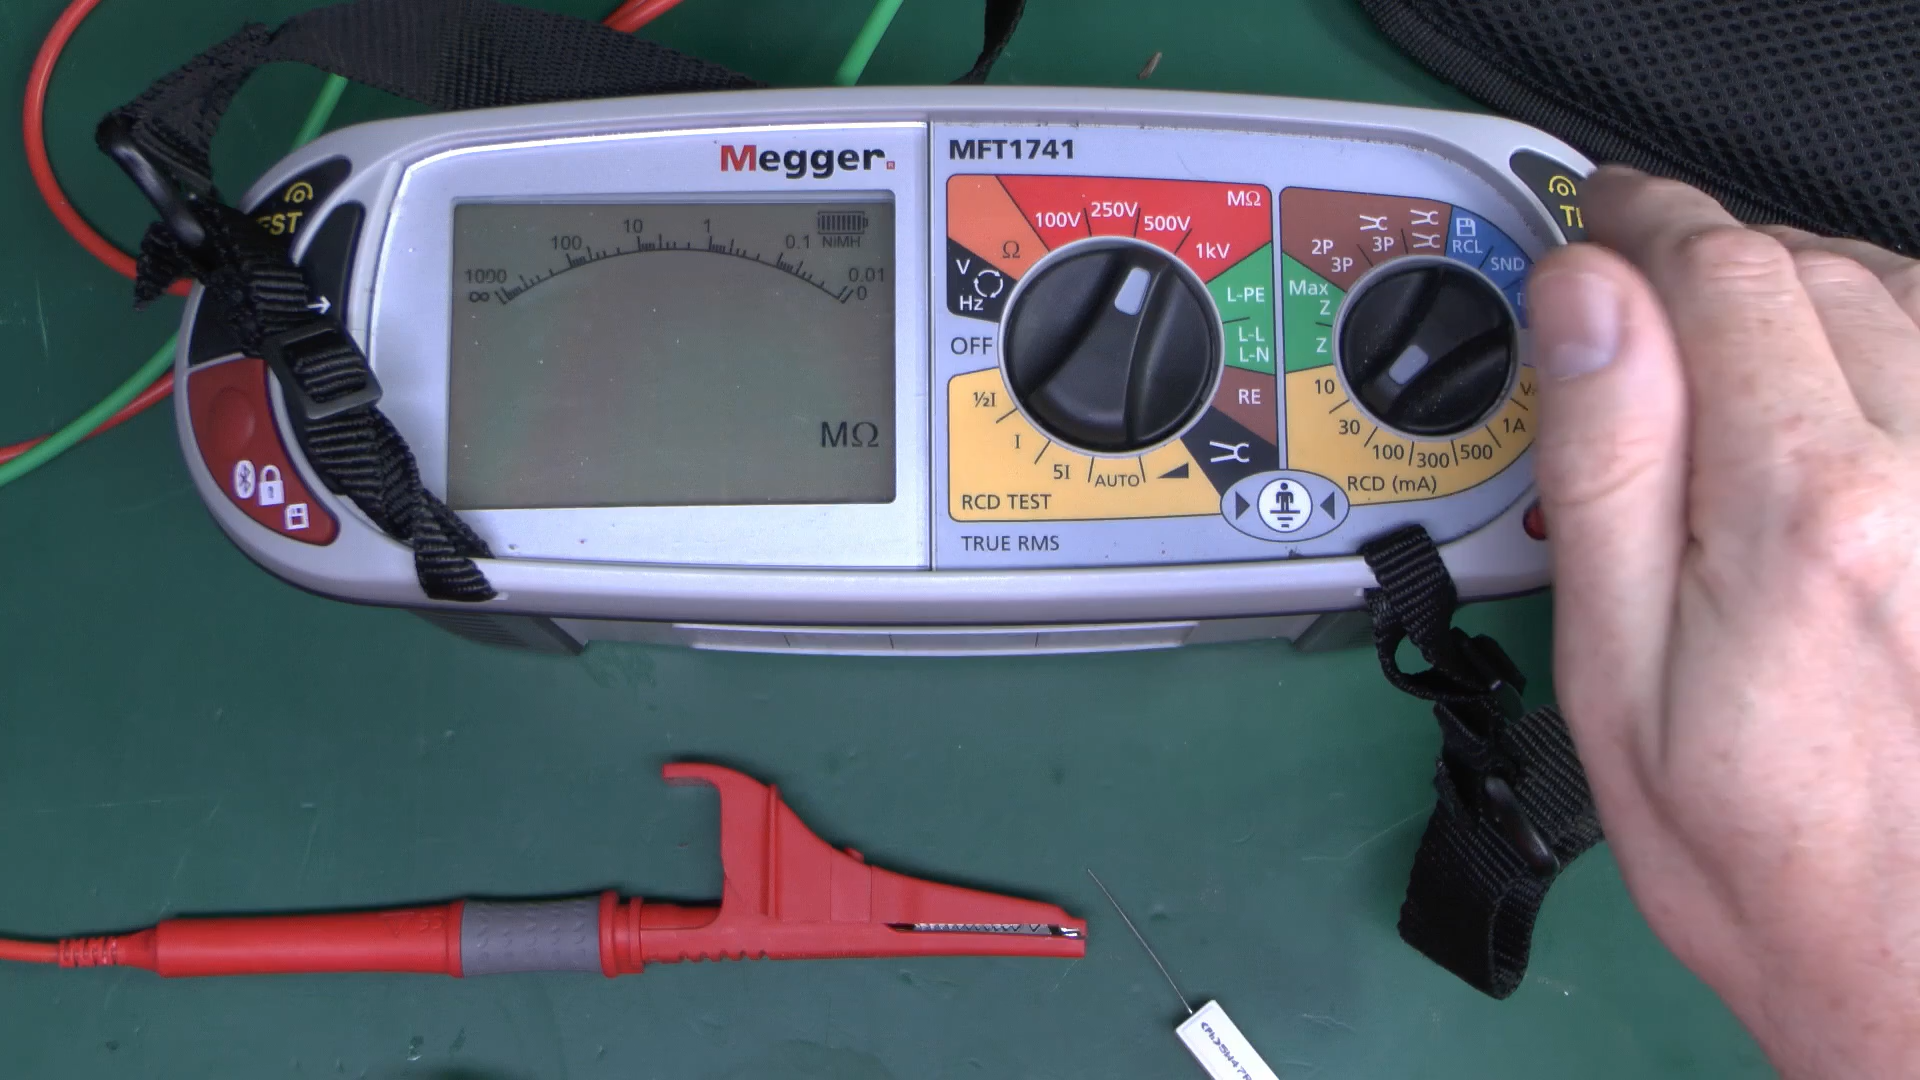 Megger.
MFT1741
TEST
1000
100
10
1
0.1
0.01
∞
0
NiMH
MΩ
MΩ
100V
250V
500V
1kV
Ω
V
Hz
OFF
L-PE
L-L
L-N
RE
½I
I
5I
AUTO
RCD TEST
TRUE RMS
2P
3P
3P
RCL
SND
Max
Z
Z
10
30
100
300
500
1A
RCD (mA)